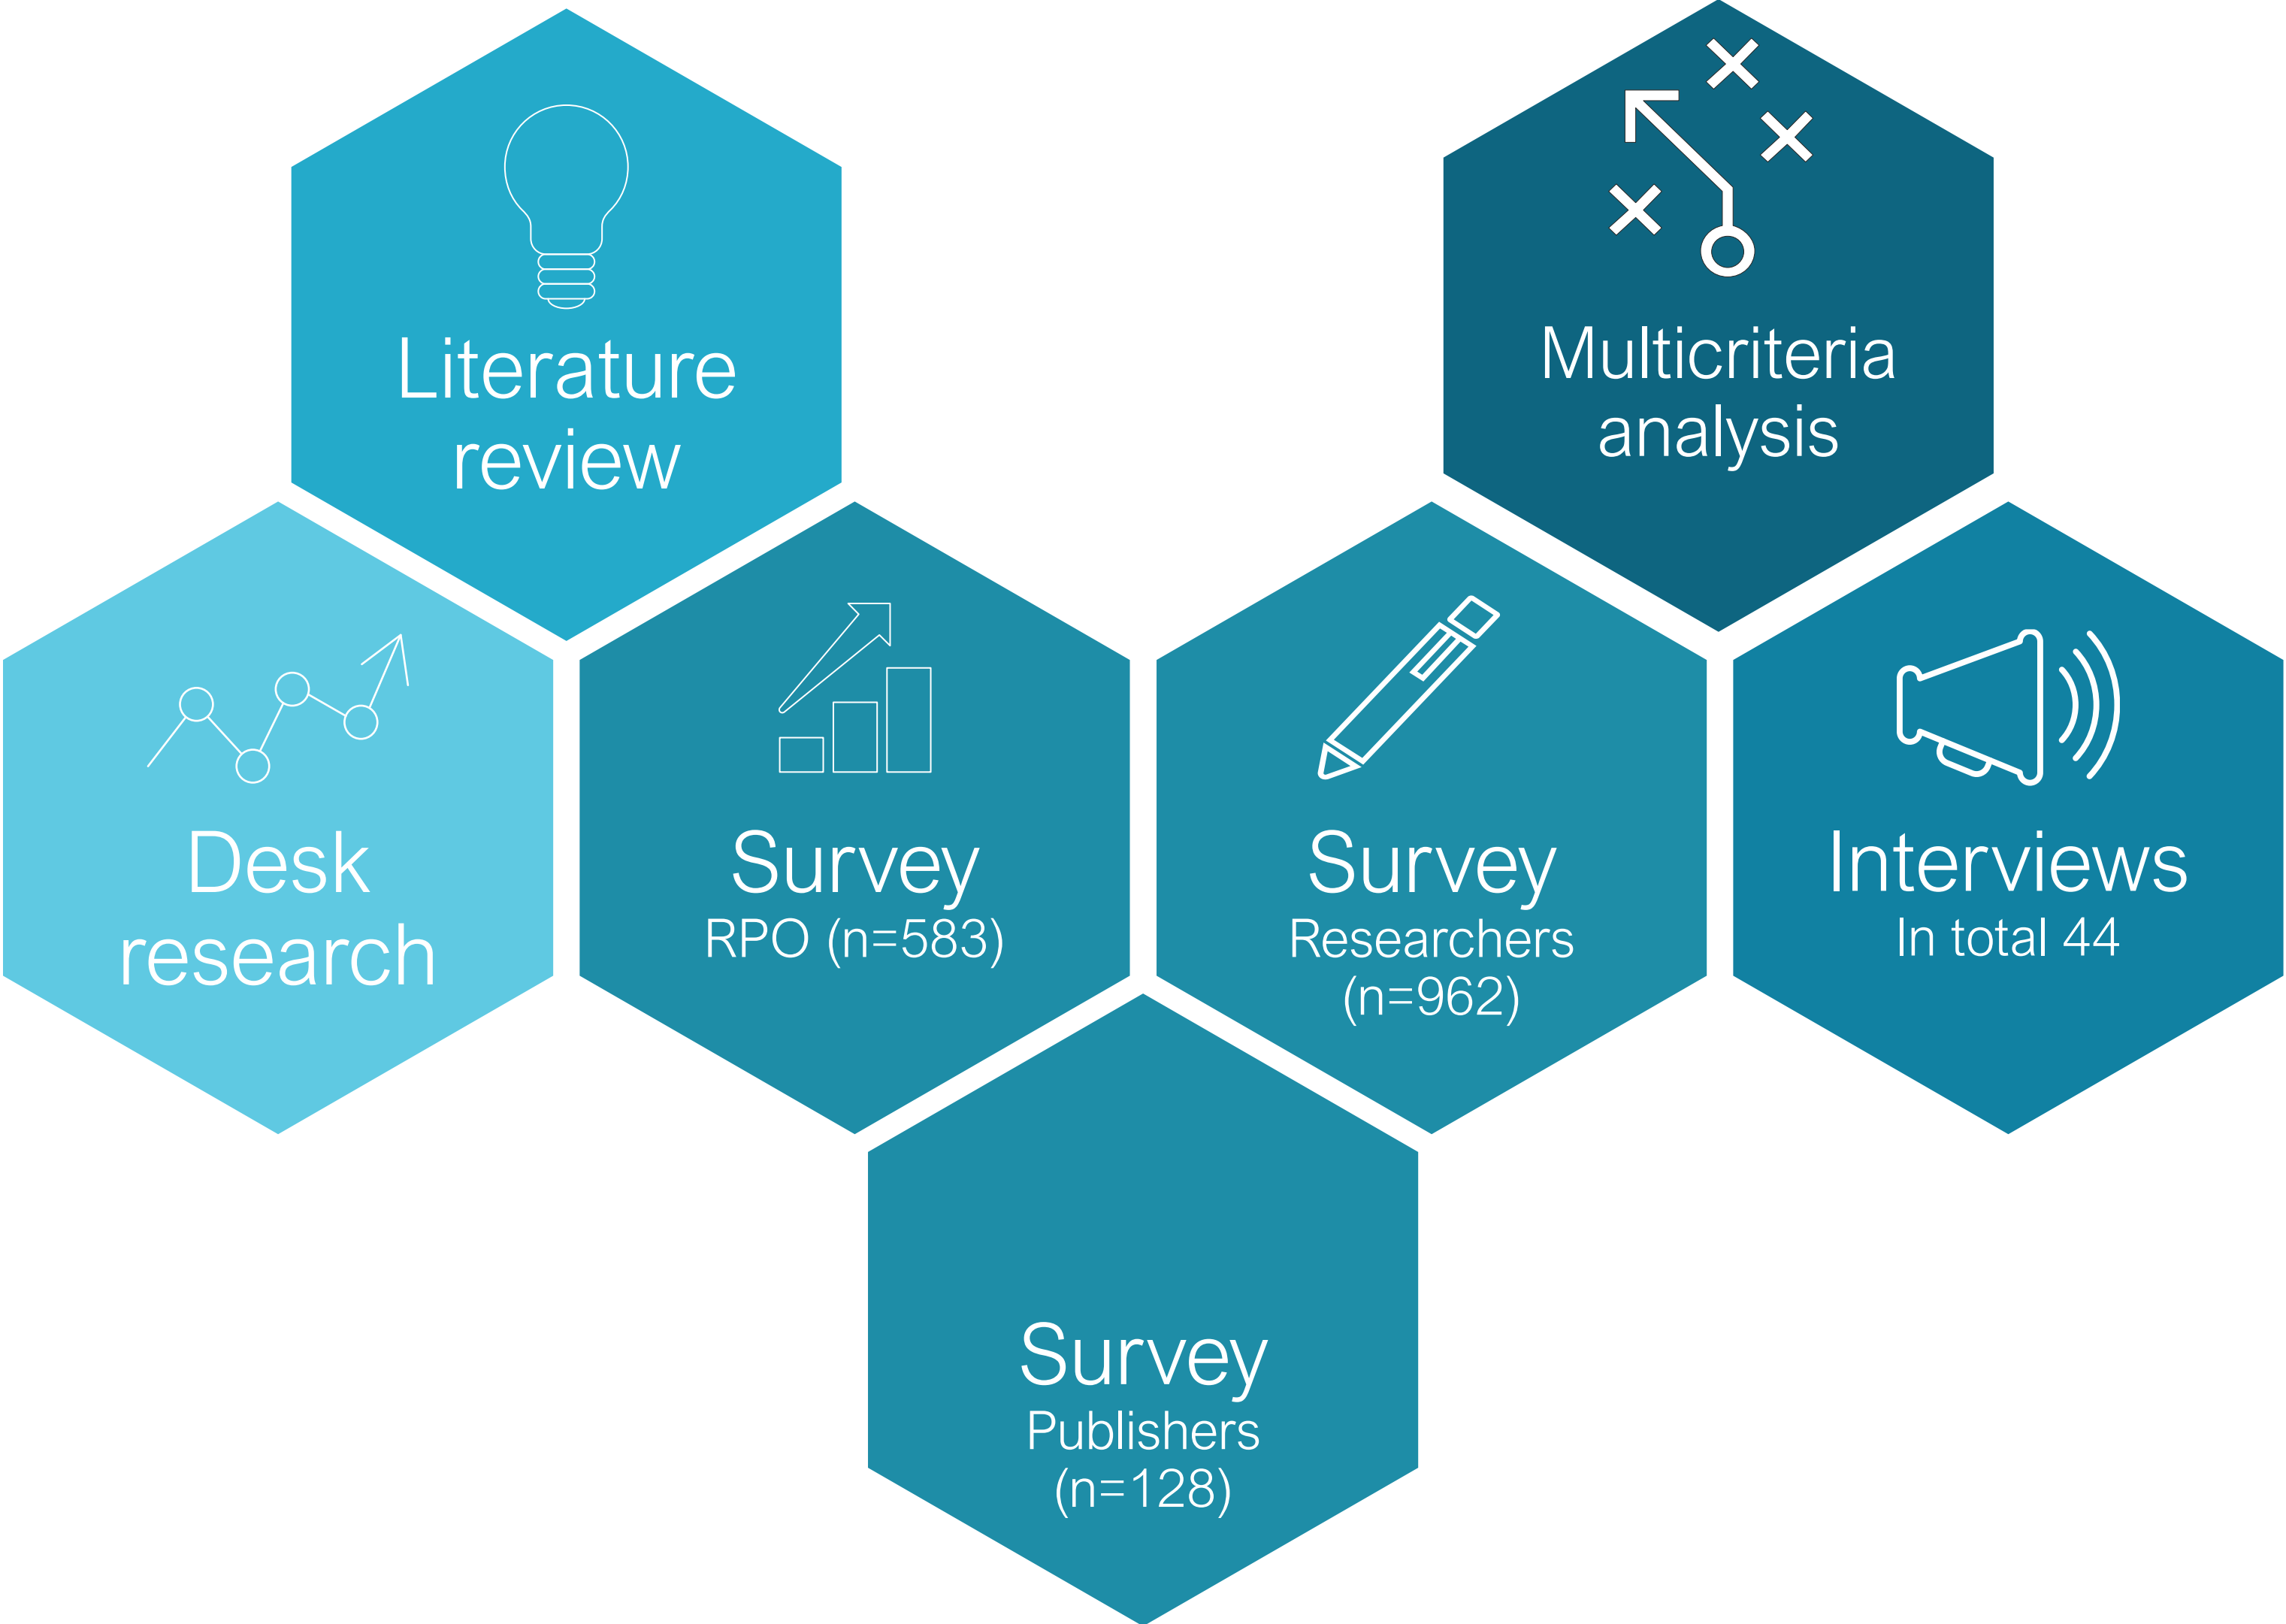 Literature
review
Multicriteria
analysis
Desk
research
Survey
RPO (n=583)
Survey
Researchers
(n=962)
Interviews
In total 44
Survey
Publishers
(n=128)